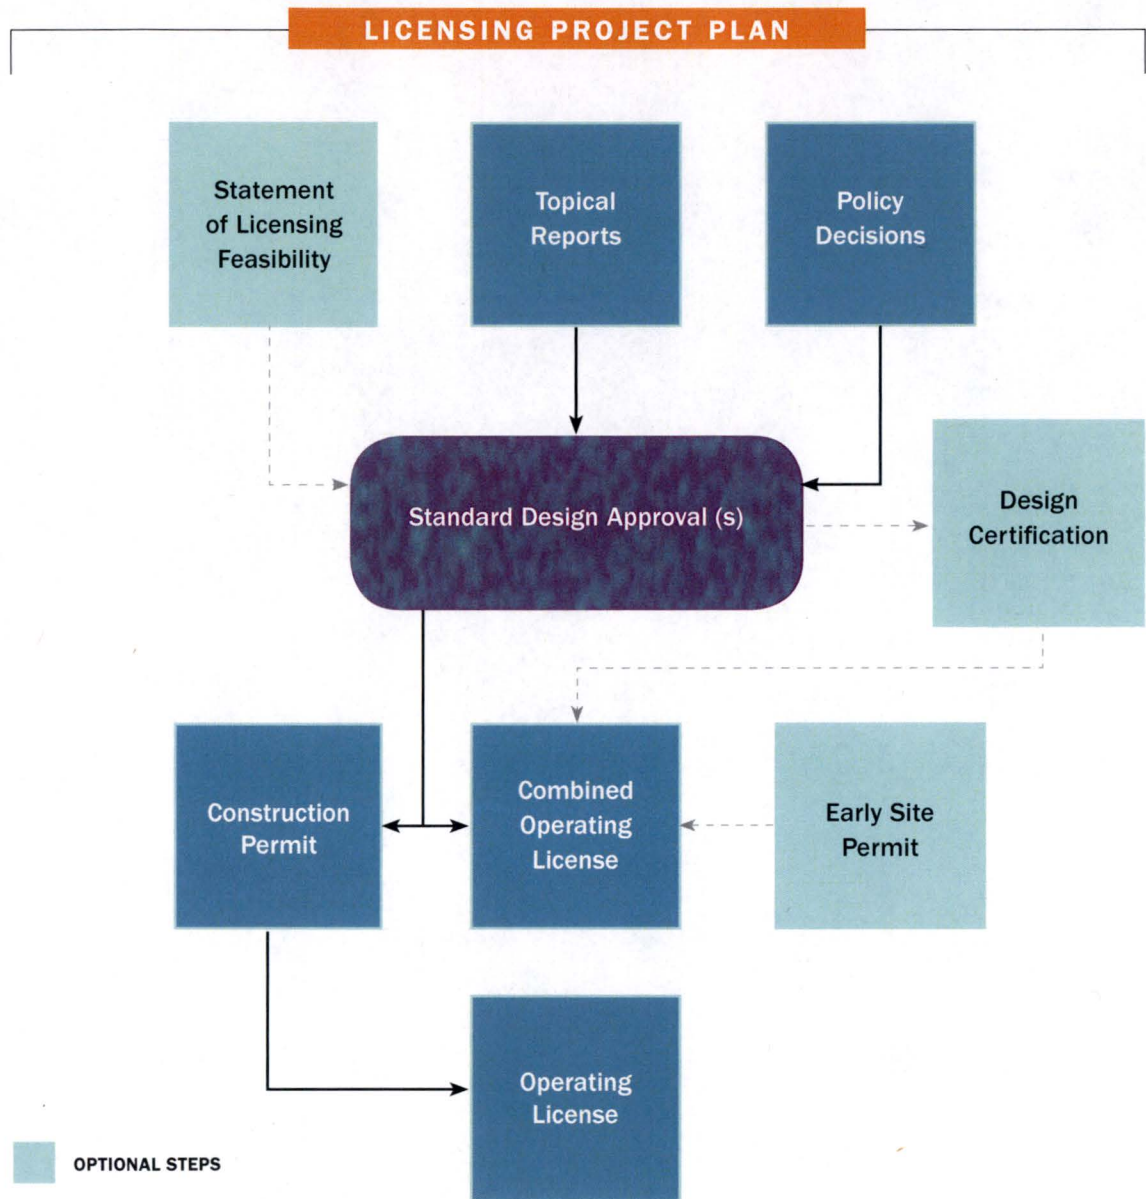 LICENSING PROJECT PLAN
Statement
of Licensing
Feasibility
Topical
Reports
Policy
Decisions
Standard Design Approval (s)
Design
Certification
Construction
Permit
Combined
Operating
License
Early Site
Permit
Operating
License
OPTIONAL STEPS